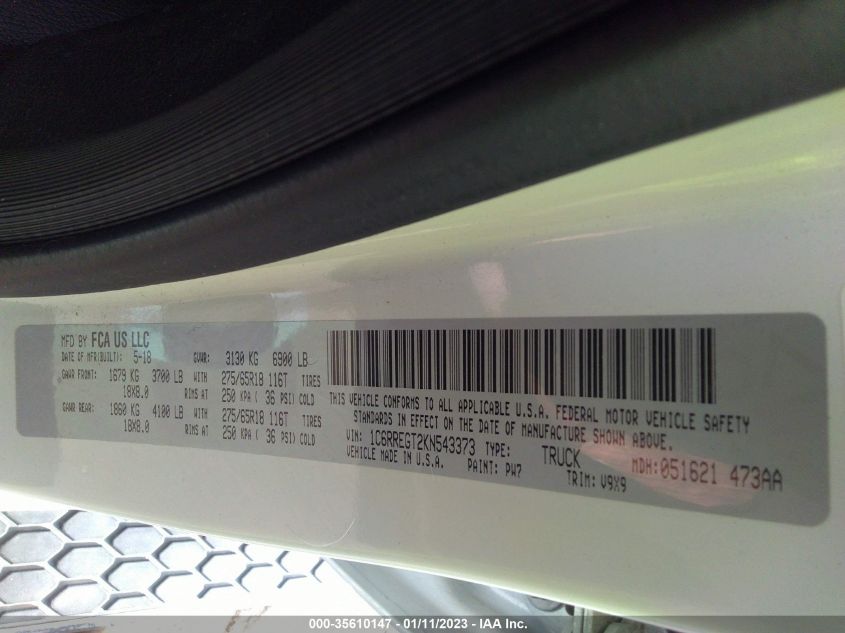 MFD BY FCA US LLC
DATE OF MFR(BUILT): 5-18 GVWR: 3130 KG 6900 LB
GAWR FRONT: 1679 KG 3700 LB WITH 275/65R18 116T TIRES
18X8.0 RIMS AT 250 KPA ( 36 PSI) COLD
GAWR REAR: 1860 KG 4100 LB WITH 275/65R18 116T TIRES
18X8.0 RIMS AT 250 KPA ( 36 PSI) COLD
THIS VEHICLE CONFORMS TO ALL APPLICABLE U.S.A. FEDERAL MOTOR VEHICLE SAFETY
STANDARDS IN EFFECT ON THE DATE OF MANUFACTURE SHOWN ABOVE.
VIN: 1C6RREGT2KN543373 TYPE: TRUCK MDH:051621 473AA
VEHICLE MADE IN U.S.A. PAINT: PW7 TRIM: V9X9
000-35610147 - 01/11/2023 - IAA Inc.